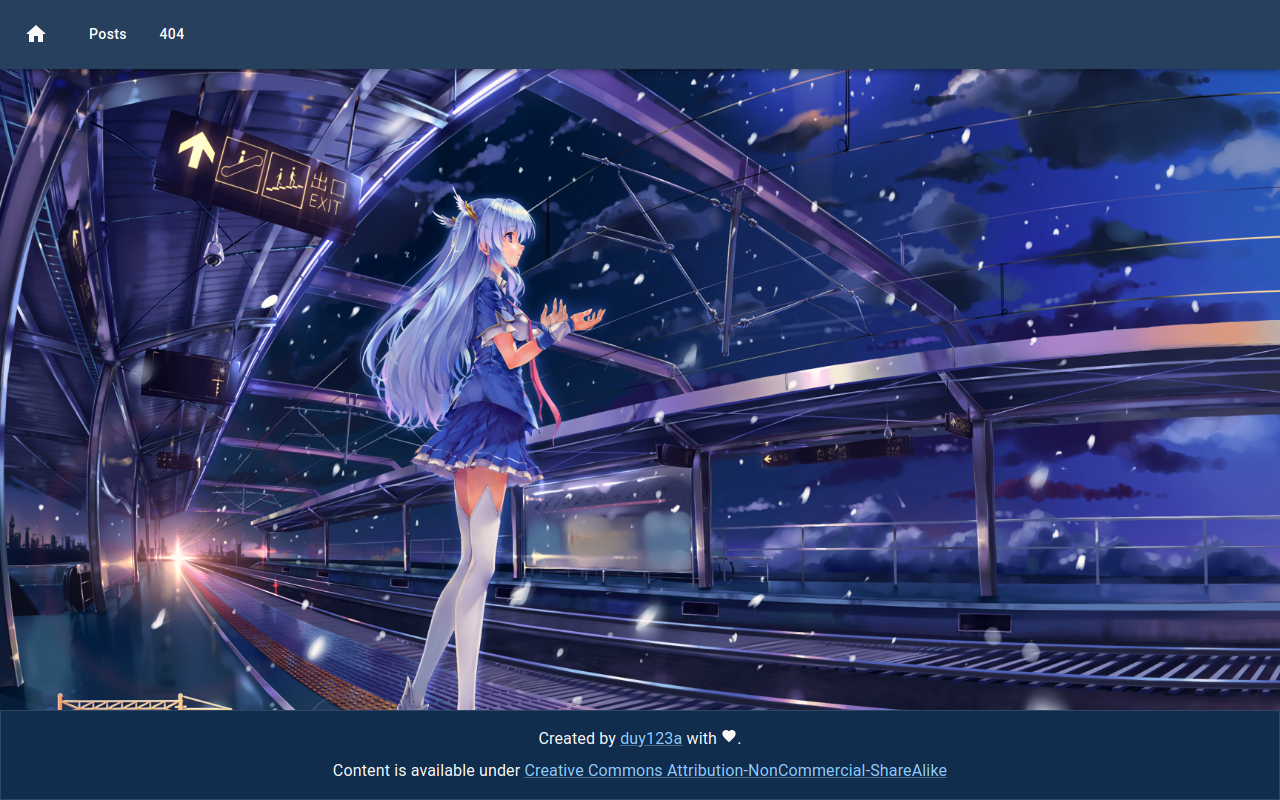 Posts 404
出口
EXIT
Created by duy123a with ♥.
Content is available under Creative Commons Attribution-NonCommercial-ShareAlike